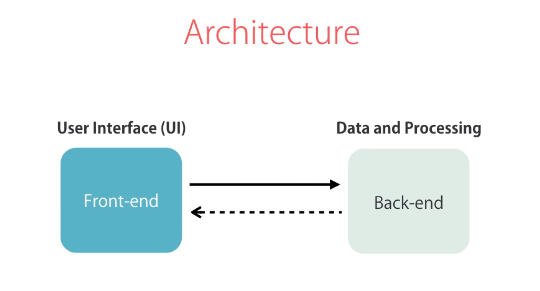 Architecture
User Interface (UI)
Data and Processing
Front-end
Back-end